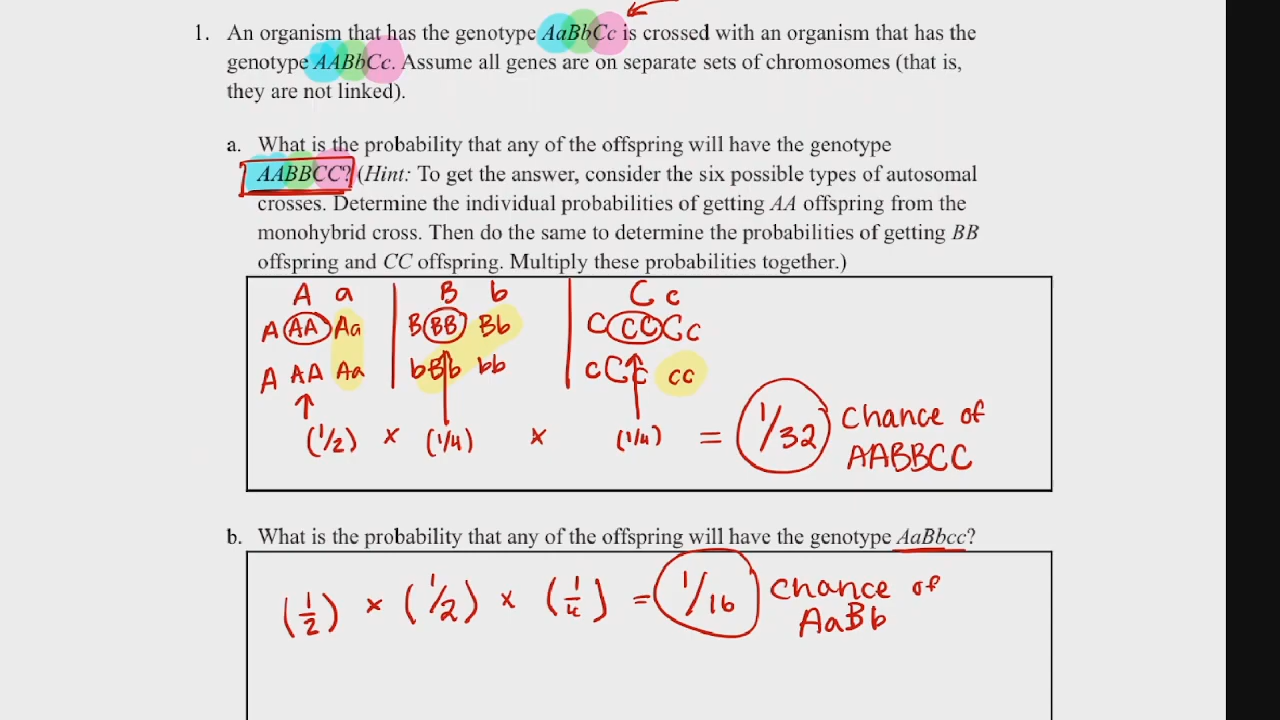 1. An organism that has the genotype AaBbCc is crossed with an organism that has the
genotype AABbCc. Assume all genes are on separate sets of chromosomes (that is,
they are not linked).
a. What is the probability that any of the offspring will have the genotype
AABBCC? (Hint: To get the answer, consider the six possible types of autosomal
crosses. Determine the individual probabilities of getting AA offspring from the
monohybrid cross. Then do the same to determine the probabilities of getting BB
offspring and CC offspring. Multiply these probabilities together.)
A a B b C c
A AA Aa B BB Bb C CC Cc
A AA Aa b Bb bb c Cc cc
(1/2) x (1/4) x (1/4) = 1/32 Chance of
AABBCC
b. What is the probability that any of the offspring will have the genotype AaBbcc?
(1/2) x (1/2) x (1/4) = 1/16 Chance of
AaBb